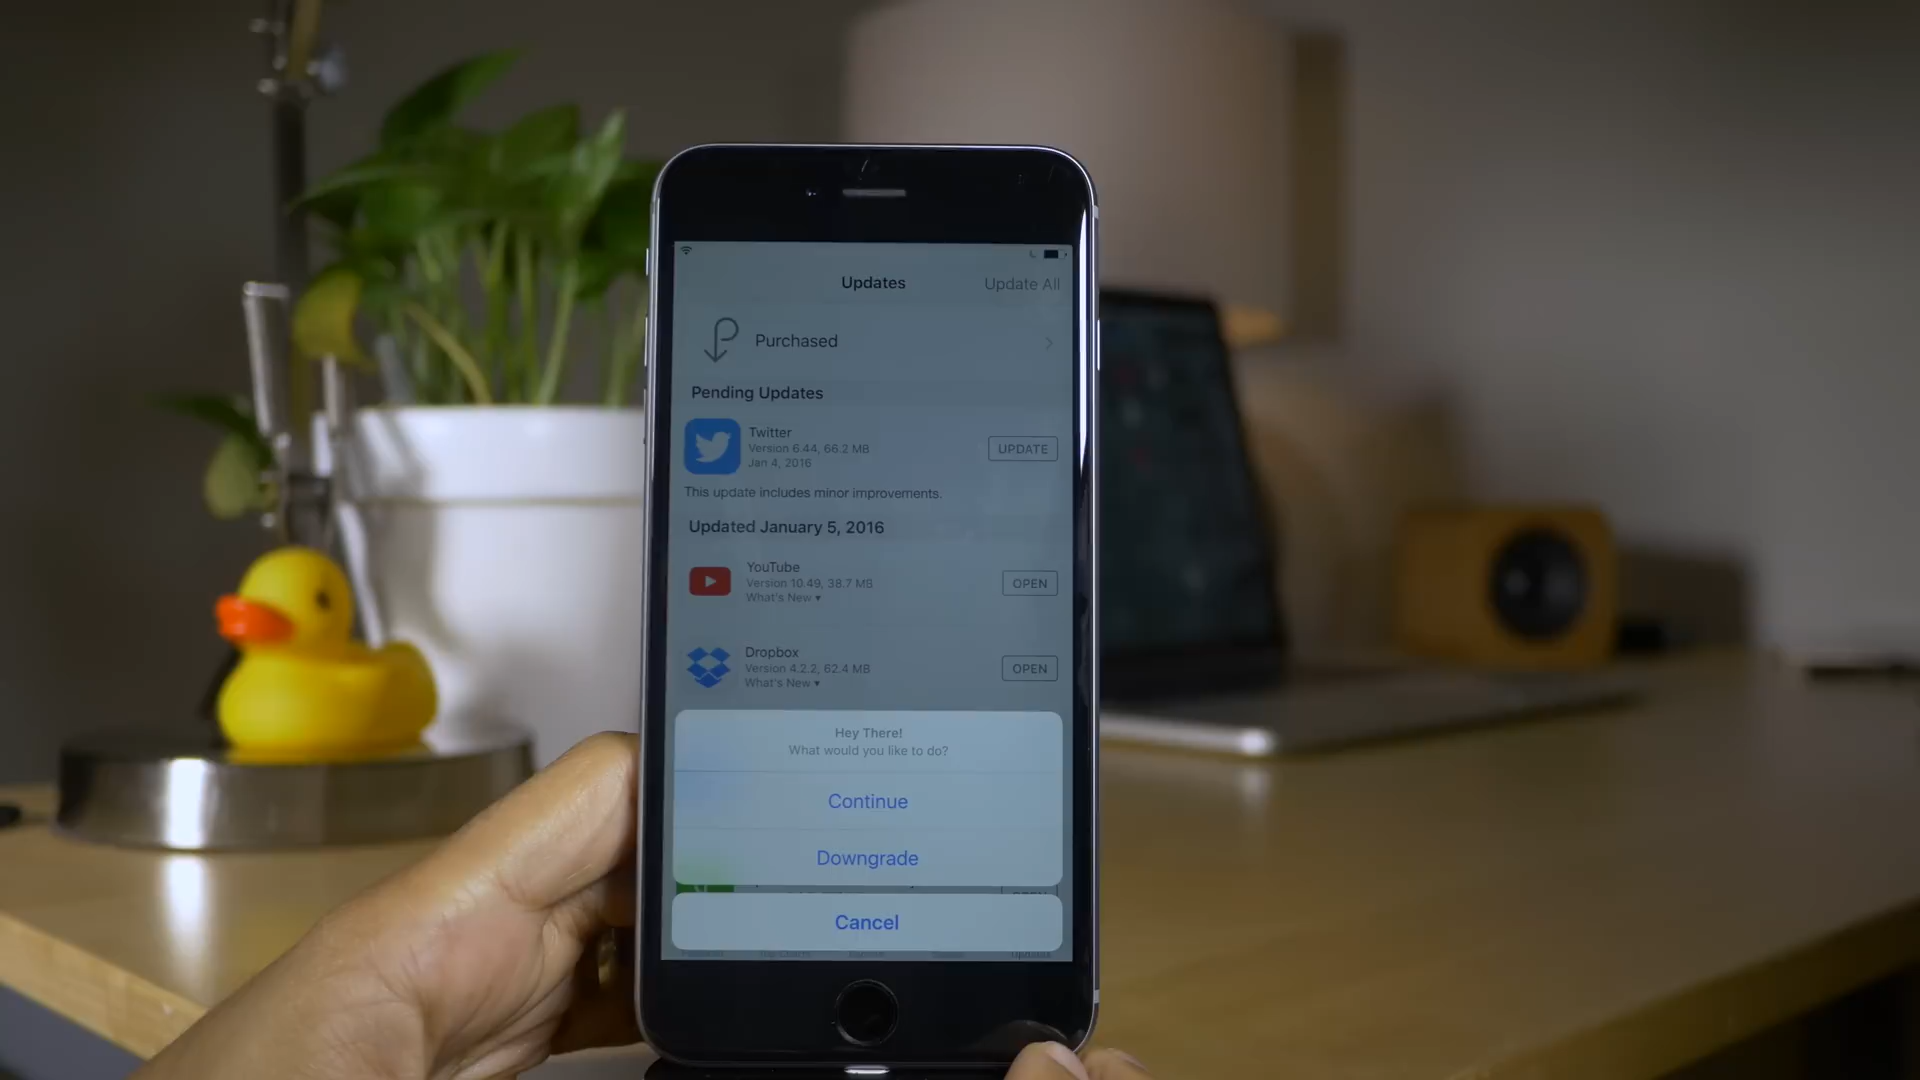 Updates
Update All
Purchased
Pending Updates
Twitter
Version 6.44, 66.2 MB
Jan 4, 2016
UPDATE
This update includes minor improvements.
Updated January 5, 2016
YouTube
Version 10.49, 38.7 MB
What's New ▾
OPEN
Dropbox
Version 4.2.2, 62.4 MB
What's New ▾
OPEN
Hey There!
What would you like to do?
Continue
Downgrade
Cancel